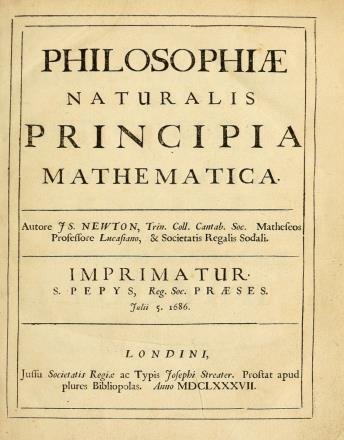 PHILOSOPHIÆ
NATURALIS
PRINCIPIA
MATHEMATICA.
Autore JS. NEWTON, Trin. Coll. Cantab. Soc. Matheseos
Professore Lucasiano, & Societatis Regalis Sodali.
IMPRIMATUR.
S. PEPYS, Reg. Soc. PRÆSES.
Julii 5. 1686.
LONDINI,
Jussu Societatis Regiæ ac Typis Josephi Streater. Prostat apud
plures Bibliopolas. Anno MDCLXXXVII.